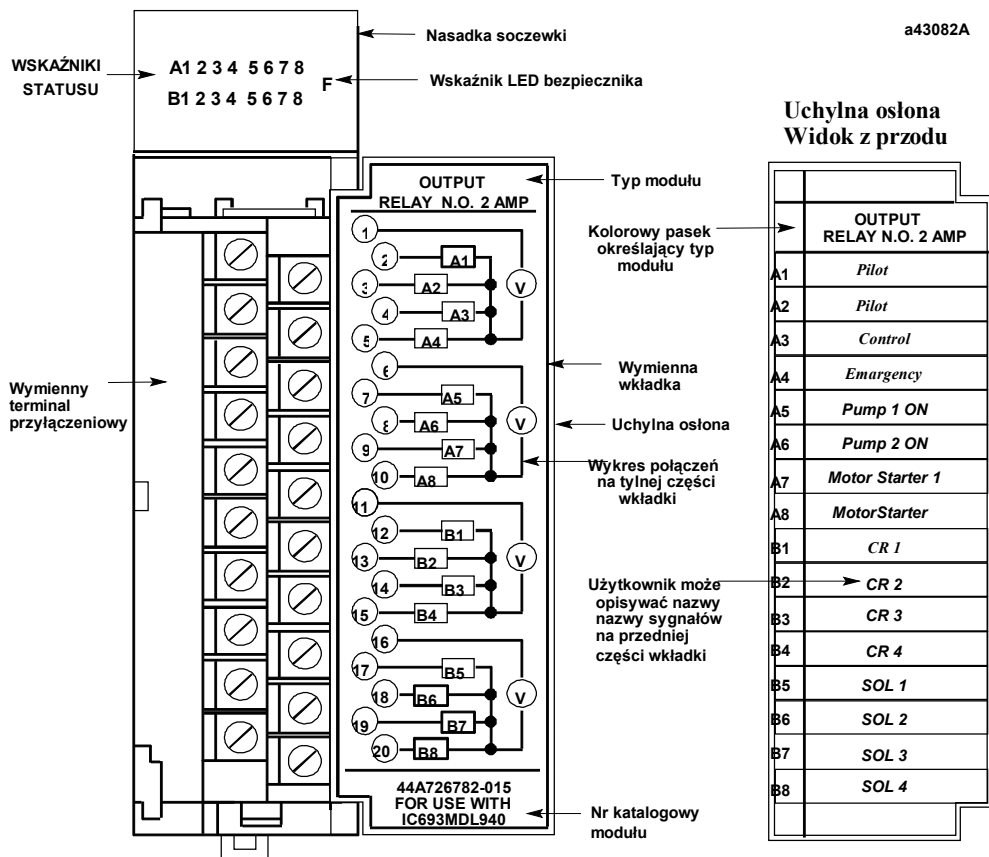 a43082A
Nasadka soczewki
WSKAŹNIKI
STATUSU
A1 2 3 4 5 6 7 8
B1 2 3 4 5 6 7 8
F
Wskaźnik LED bezpiecznika
Wymienny
terminal
przyłączeniowy
OUTPUT
RELAY N.O. 2 AMP
1
2
A1
3
A2
V
4
A3
5
A4
6
7
A5
8
A6
V
9
A7
10
A8
11
12
B1
13
B2
V
14
B3
15
B4
16
17
B5
18
B6
V
19
B7
20
B8
44A726782-015
FOR USE WITH
IC693MDL940
Typ modułu
Kolorowy pasek
określający typ
modułu
Wymienna
wkładka
Uchylna osłona
Wykres połączeń
na tylnej części
wkładki
Użytkownik może
opisywać nazwy
nazwy sygnałów
na przedniej
części wkładki
Nr katalogowy
modułu
Uchylna osłona
Widok z przodu
OUTPUT
RELAY N.O. 2 AMP
A1 Pilot
A2 Pilot
A3 Control
A4 Emargency
A5 Pump 1 ON
A6 Pump 2 ON
A7 Motor Starter 1
A8 MotorStarter
B1 CR 1
B2 CR 2
B3 CR 3
B4 CR 4
B5 SOL 1
B6 SOL 2
B7 SOL 3
B8 SOL 4